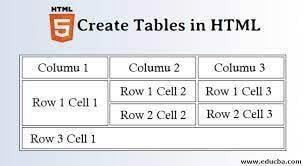 HTML
5
Create Tables in HTML
Columu 1 Columu 2 Columu 3
Row 1 Cell 1 Row 1 Cell 2 Row 1 Cell 3
Row 2 Cell 2 Row 2 Cell 3
Row 3 Cell 1
www.educba.com